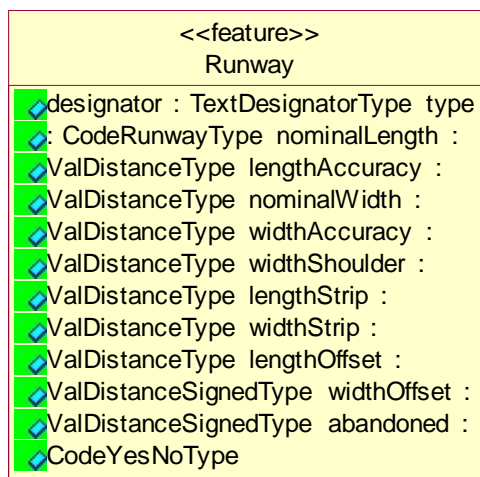 <<feature>>
Runway
designator : TextDesignatorType type
: CodeRunwayType nominalLength :
ValDistanceType lengthAccuracy :
ValDistanceType nominalWidth :
ValDistanceType widthAccuracy :
ValDistanceType widthShoulder :
ValDistanceType lengthStrip :
ValDistanceType widthStrip :
ValDistanceType lengthOffset :
ValDistanceSignedType widthOffset :
ValDistanceSignedType abandoned :
CodeYesNoType